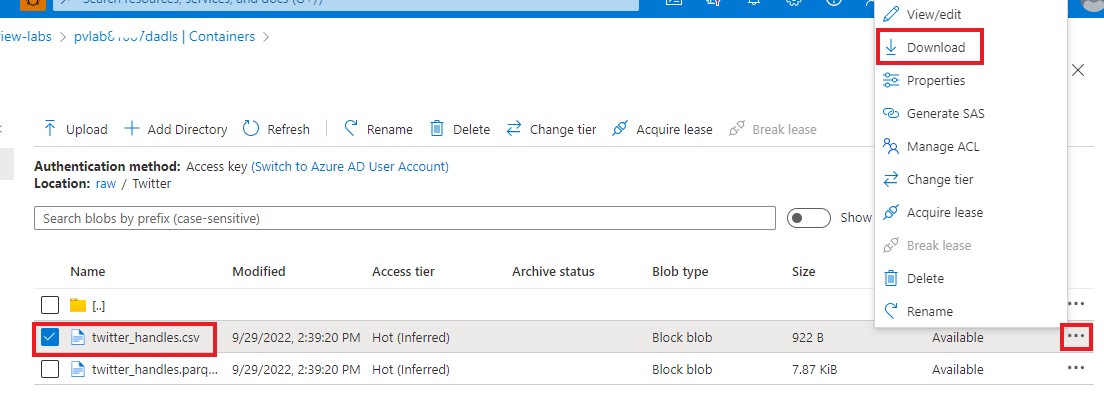 Search resources, services, and docs (G+/)
view-labs > | Containers >
View/edit
Download
Properties
Generate SAS
Manage ACL
Change tier
Acquire lease
Break lease
Delete
Rename
Upload Add Directory Refresh Rename Delete Change tier Acquire lease Break lease
Authentication method: Access key (Switch to Azure AD User Account)
Location: raw / Twitter
Search blobs by prefix (case-sensitive)
Show
Name Modified Access tier Archive status Blob type Size
[..]
twitter_handles.csv 9/29/2022, 2:39:20 PM Hot (Inferred) Block blob 922 B Available
twitter_handles.parq... 9/29/2022, 2:39:20 PM Hot (Inferred) Block blob 7.87 KiB Available